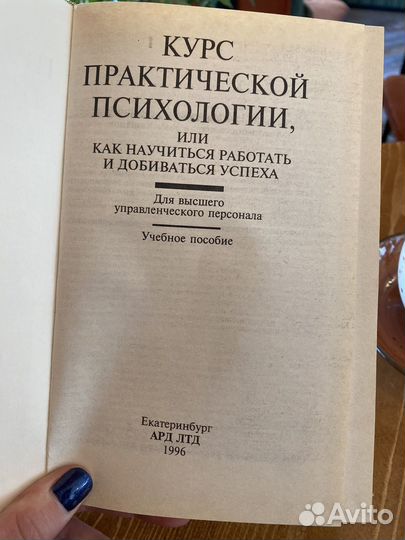 КУРС
ПРАКТИЧЕСКОЙ
ПСИХОЛОГИИ,
ИЛИ
КАК НАУЧИТЬСЯ РАБОТАТЬ
И ДОБИВАТЬСЯ УСПЕХА
Для высшего
управленческого персонала
Учебное пособие
Екатеринбург
АРД ЛТД
1996
Avito